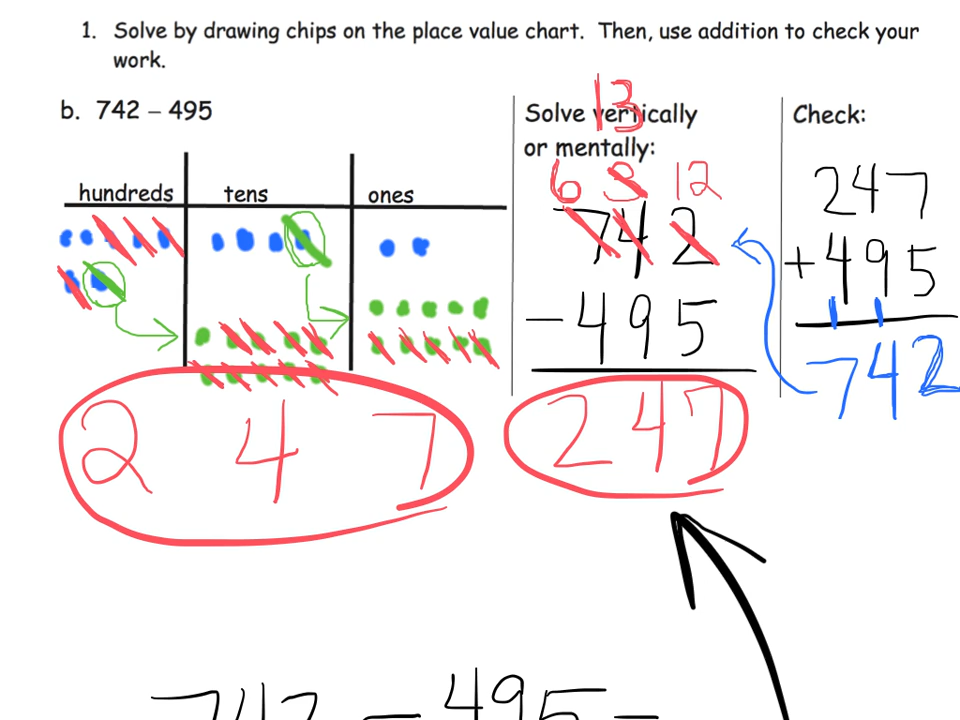 1. Solve by drawing chips on the place value chart. Then, use addition to check your
work.
b. 742 – 495
hundreds tens ones
2 4 7
Solve vertically
or mentally:
13
6 3 12
742
- 495
247
Check:
247
+ 495
742
742 - 495 =